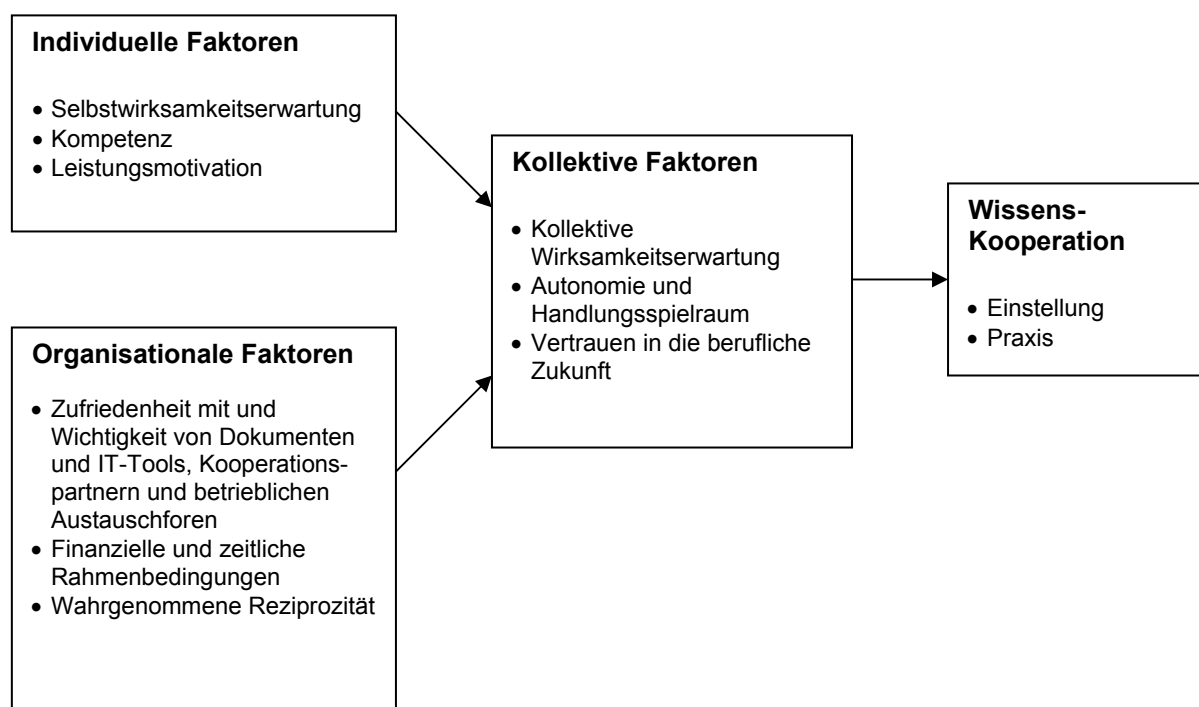 Individuelle Faktoren
• Selbstwirksamkeitserwartung
• Kompetenz
• Leistungsmotivation
Organisationale Faktoren
• Zufriedenheit mit und
Wichtigkeit von Dokumenten
und IT-Tools, Kooperations-
partnern und betrieblichen
Austauschforen
• Finanzielle und zeitliche
Rahmenbedingungen
• Wahrgenommene Reziprozität
Kollektive Faktoren
• Kollektive
Wirksamkeitserwartung
• Autonomie und
Handlungsspielraum
• Vertrauen in die berufliche
Zukunft
Wissens-
Kooperation
• Einstellung
• Praxis